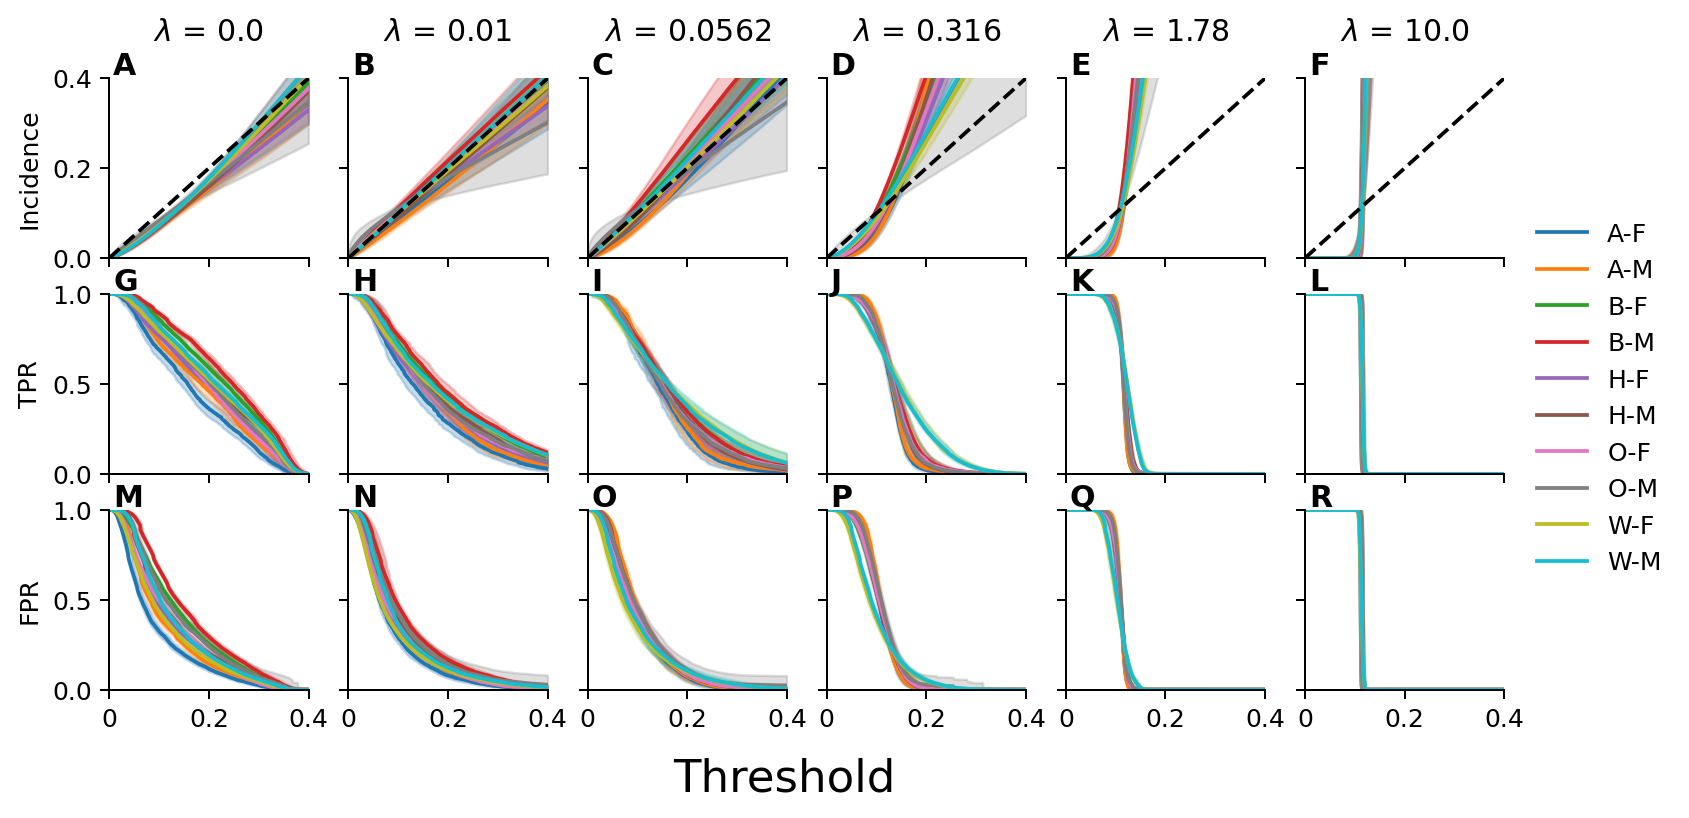 λ = 0.0 λ = 0.01 λ = 0.0562 λ = 0.316 λ = 1.78 λ = 10.0
A B C D E F
0.4
0.2
0.0
Incidence
G H I J K L
1.0
0.5
0.0
TPR
M N O P Q R
1.0
0.5
0.0
FPR
0 0.2 0.4 0 0.2 0.4 0 0.2 0.4 0 0.2 0.4 0 0.2 0.4 0 0.2 0.4
Threshold
A-F
A-M
B-F
B-M
H-F
H-M
O-F
O-M
W-F
W-M